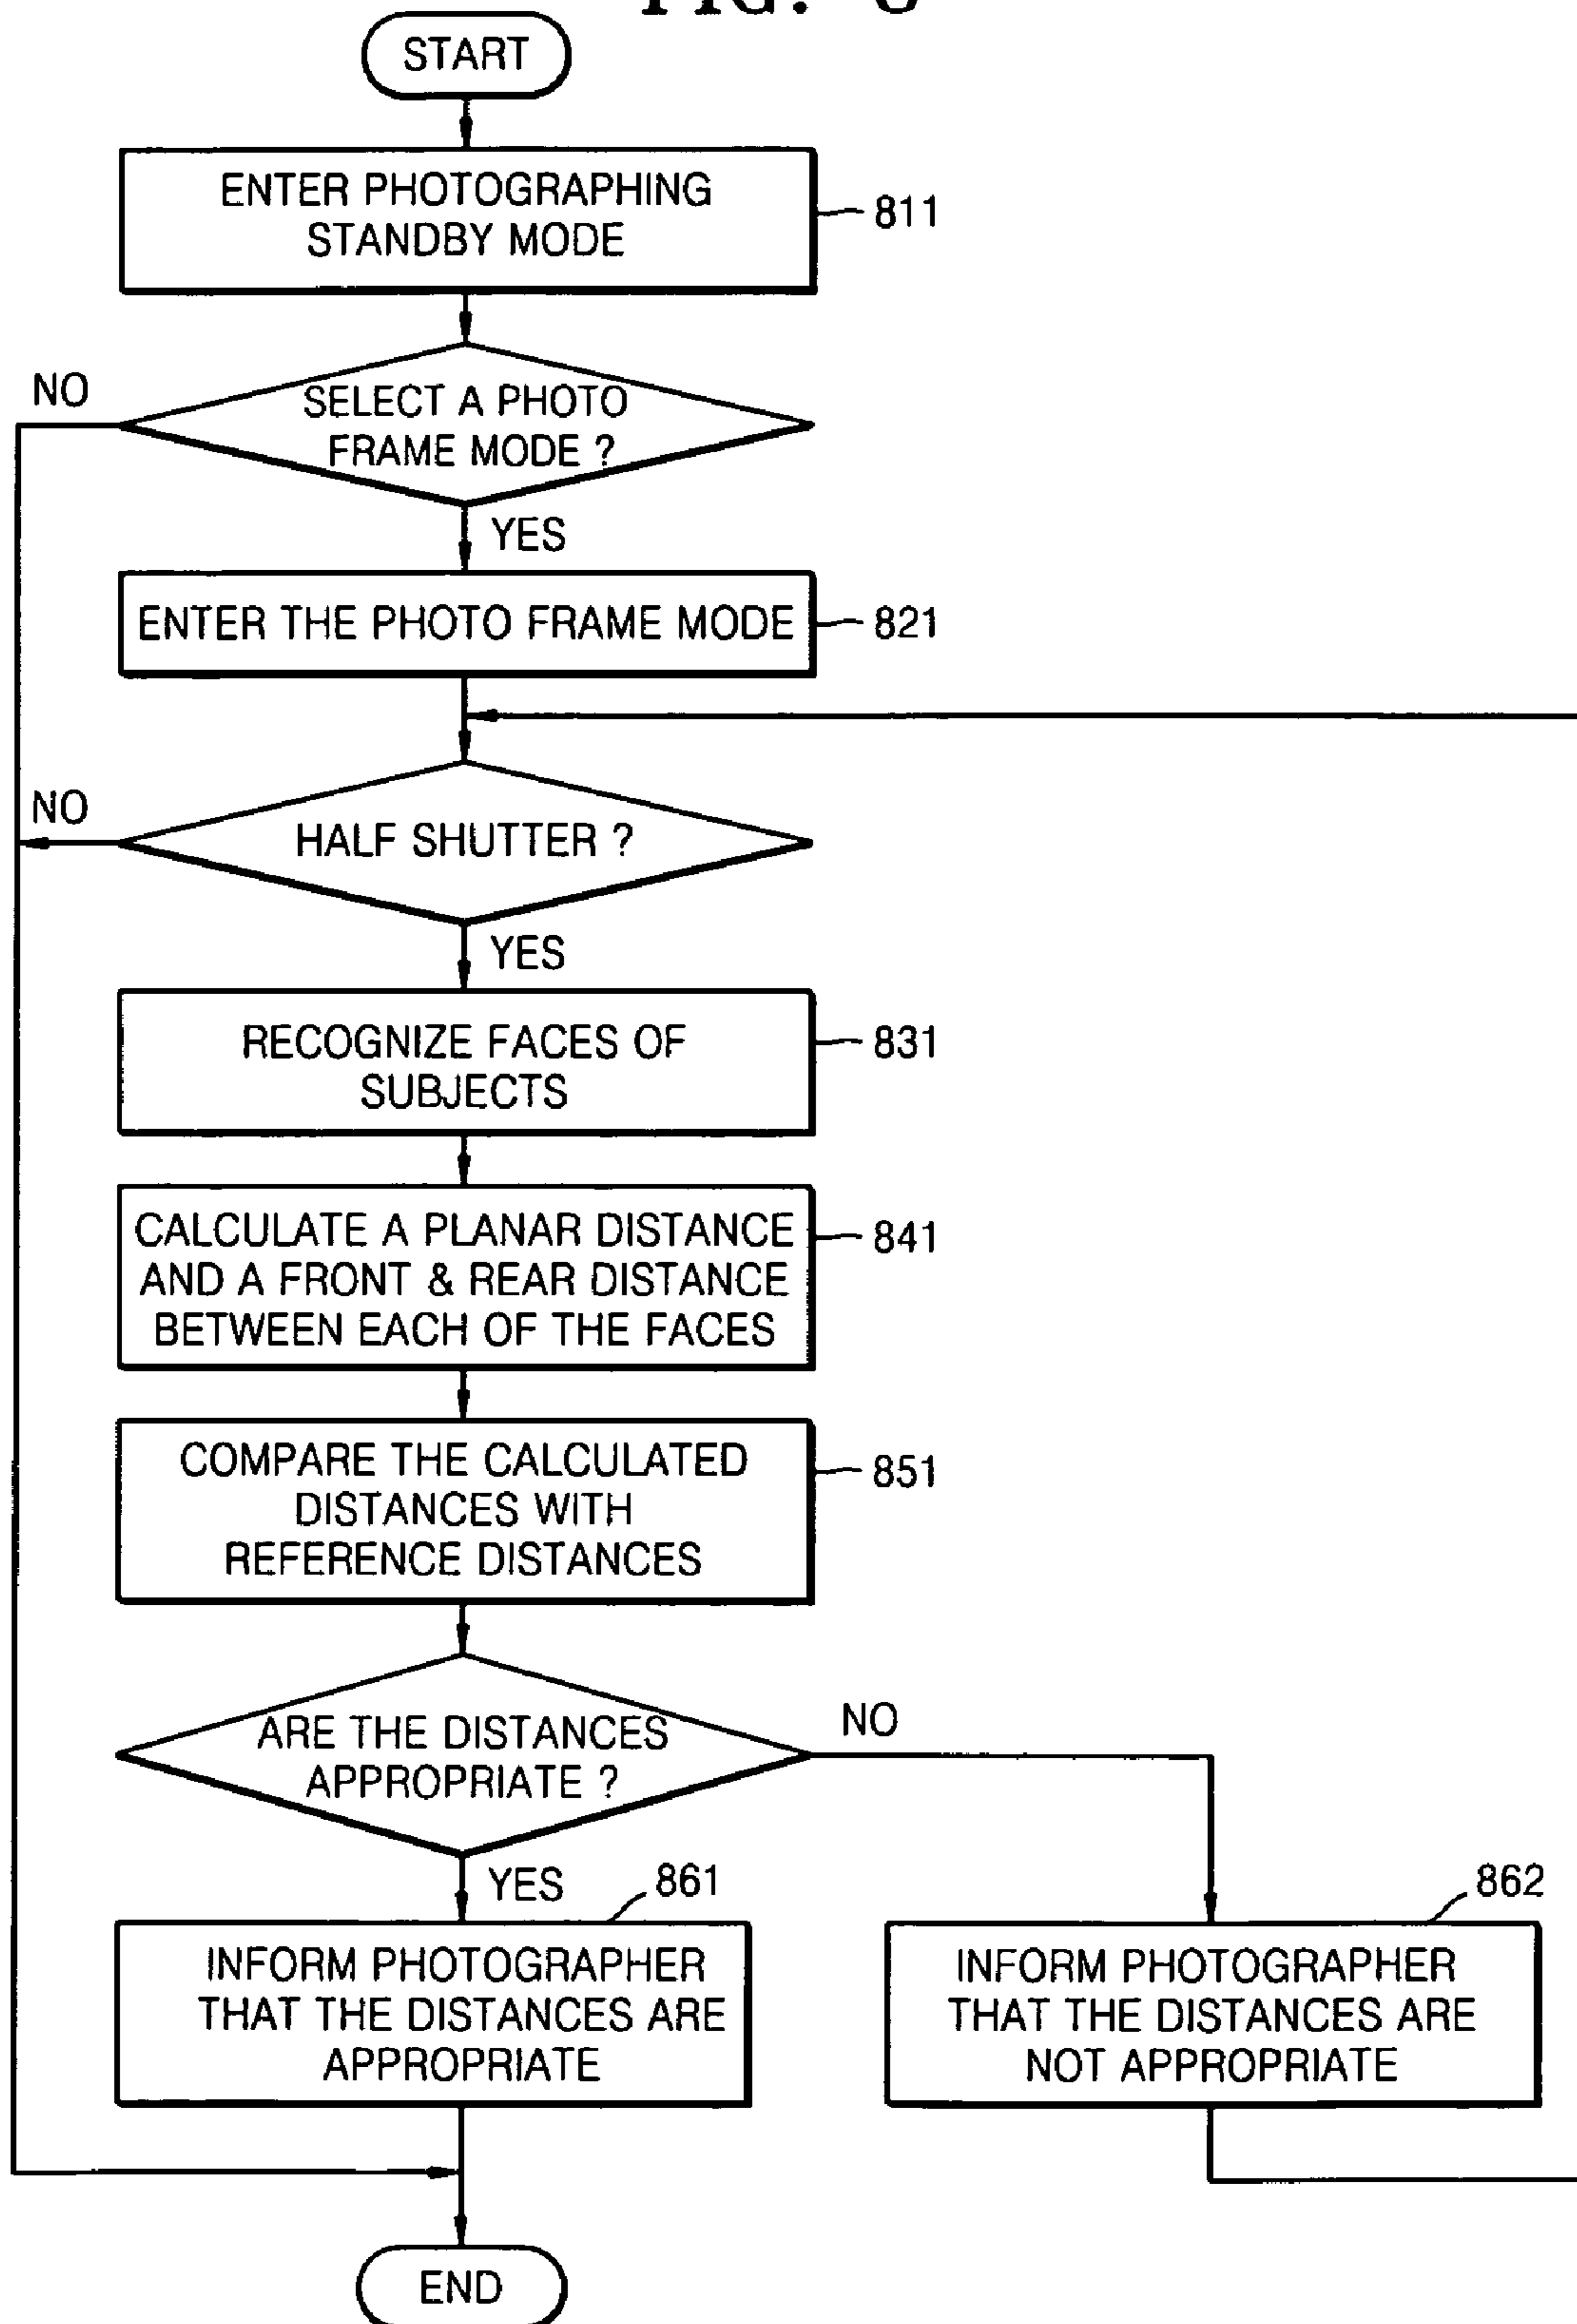 START
ENTER PHOTOGRAPHING
STANDBY MODE
811
NO
SELECT A PHOTO
FRAME MODE ?
YES
ENTER THE PHOTO FRAME MODE
821
NO
HALF SHUTTER ?
YES
RECOGNIZE FACES OF
SUBJECTS
831
CALCULATE A PLANAR DISTANCE
AND A FRONT & REAR DISTANCE
BETWEEN EACH OF THE FACES
841
COMPARE THE CALCULATED
DISTANCES WITH
REFERENCE DISTANCES
851
ARE THE DISTANCES
APPROPRIATE ?
NO
YES
861
INFORM PHOTOGRAPHER
THAT THE DISTANCES ARE
APPROPRIATE
862
INFORM PHOTOGRAPHER
THAT THE DISTANCES ARE
NOT APPROPRIATE
END